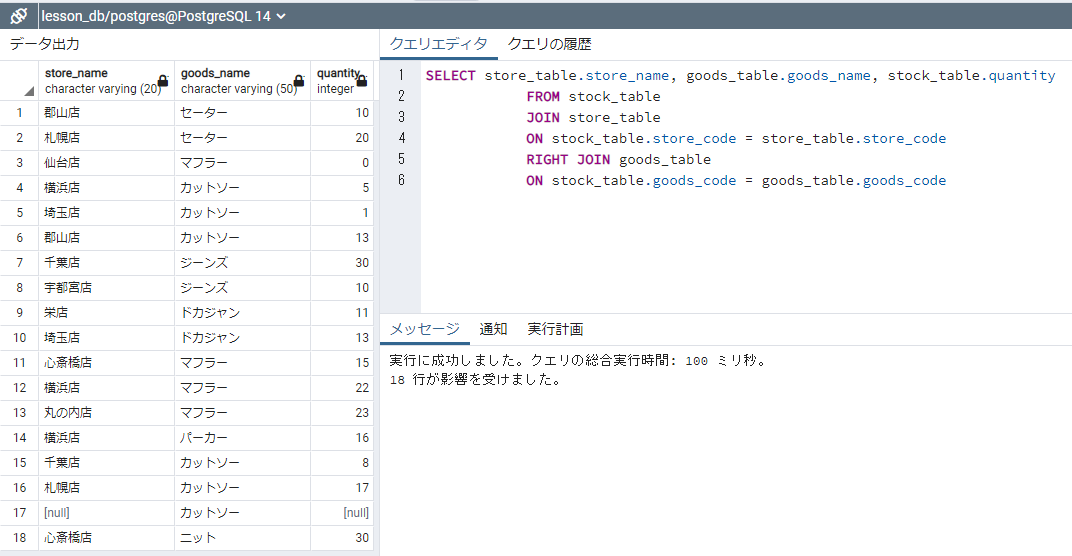 lesson_db/postgres@PostgreSQL 14
データ出力
store_name
character varying (20)
goods_name
character varying (50)
quantity
integer
1 郡山店 セーター 10
2 札幌店 セーター 20
3 仙台店 マフラー 0
4 横浜店 カットソー 5
5 埼玉店 カットソー 1
6 郡山店 カットソー 13
7 千葉店 ジーンズ 30
8 宇都宮店 ジーンズ 10
9 栄店 ドカジャン 11
10 埼玉店 ドカジャン 13
11 心斎橋店 マフラー 15
12 横浜店 マフラー 22
13 丸の内店 マフラー 23
14 横浜店 パーカー 16
15 千葉店 カットソー 8
16 札幌店 カットソー 17
17 [null] カットソー [null]
18 心斎橋店 ニット 30
クエリエディタ クエリの履歴
1 SELECT store_table.store_name, goods_table.goods_name, stock_table.quantity
2 FROM stock_table
3 JOIN store_table
4 ON stock_table.store_code = store_table.store_code
5 RIGHT JOIN goods_table
6 ON stock_table.goods_code = goods_table.goods_code
メッセージ 通知 実行計画
実行に成功しました。クエリの総合実行時間: 100 ミリ秒。
18 行が影響を受けました。